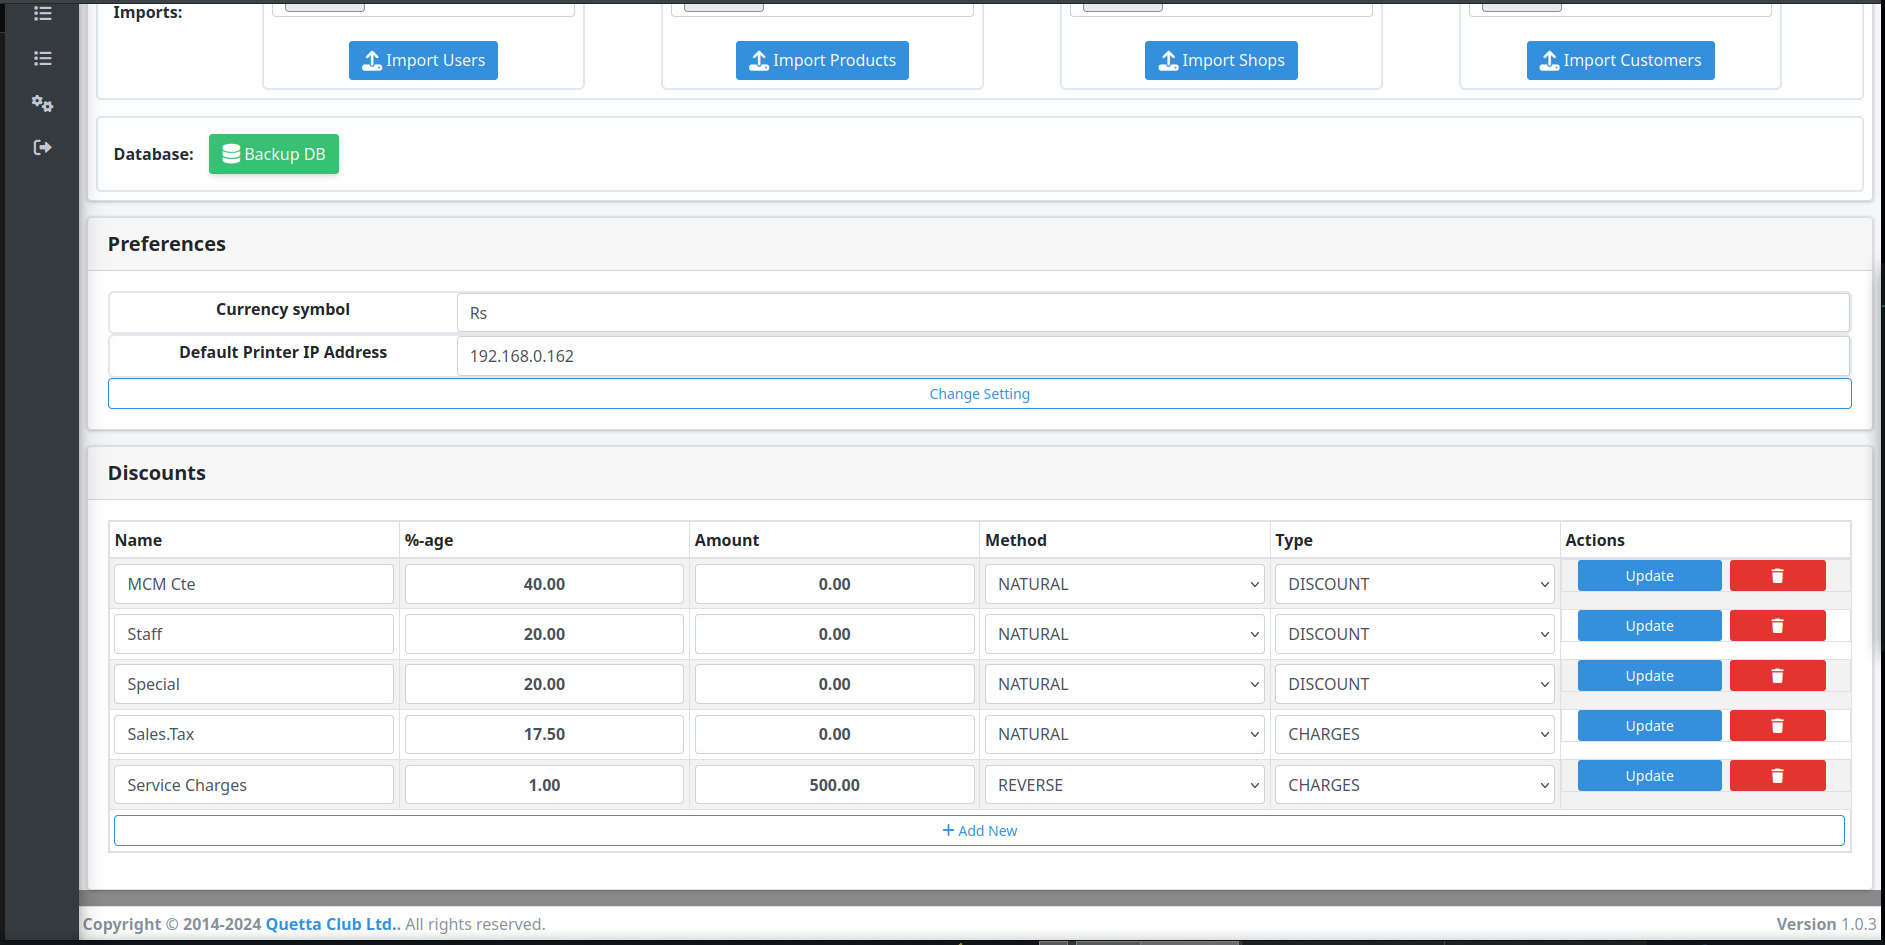 Imports:
Import Users Import Products Import Shops Import Customers
Database: Backup DB
Preferences
Currency symbol Rs
Default Printer IP Address 192.168.0.162
Change Setting
Discounts
Name %-age Amount Method Type Actions
MCM Cte 40.00 0.00 NATURAL DISCOUNT Update
Staff 20.00 0.00 NATURAL DISCOUNT Update
Special 20.00 0.00 NATURAL DISCOUNT Update
Sales.Tax 17.50 0.00 NATURAL CHARGES Update
Service Charges 1.00 500.00 REVERSE CHARGES Update
+ Add New
Copyright © 2014-2024 Quetta Club Ltd.. All rights reserved. Version 1.0.3